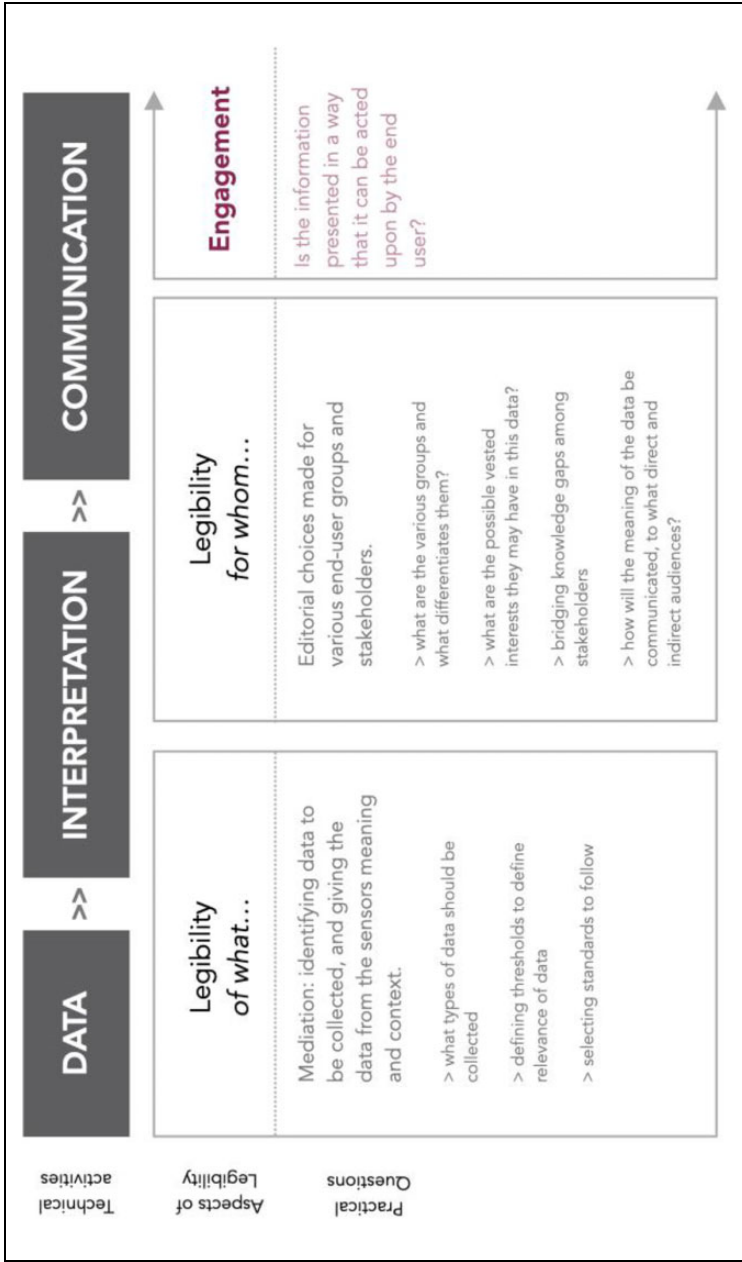 Technical
activities
DATA
>>
INTERPRETATION
>>
COMMUNICATION
Aspects of
Legibility
Legibility
of what...
Legibility
for whom...
Engagement
Practical
Questions
Mediation: identifying data to
be collected, and giving the
data from the sensors meaning
and context.
> what types of data should be
collected
> defining thresholds to define
relevance of data
> selecting standards to follow
Editorial choices made for
various end-user groups and
stakeholders.
> what are the various groups and
what differentiates them?
> what are the possible vested
interests they may have in this data?
> bridging knowledge gaps among
stakeholders
> how will the meaning of the data be
communicated, to what direct and
indirect audiences?
Is the information
presented in a way
that it can be acted
upon by the end
user?